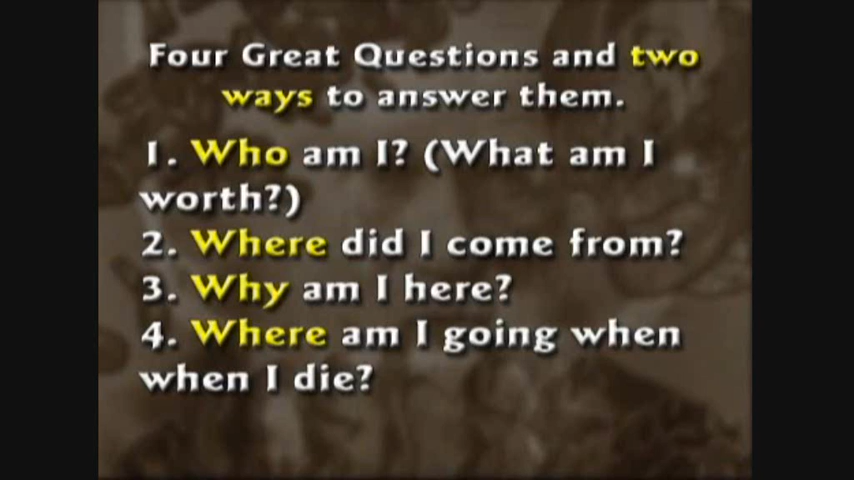 Four Great Questions and two
ways to answer them.
1. Who am I? (What am I
worth?)
2. Where did I come from?
3. Why am I here?
4. Where am I going when
when I die?